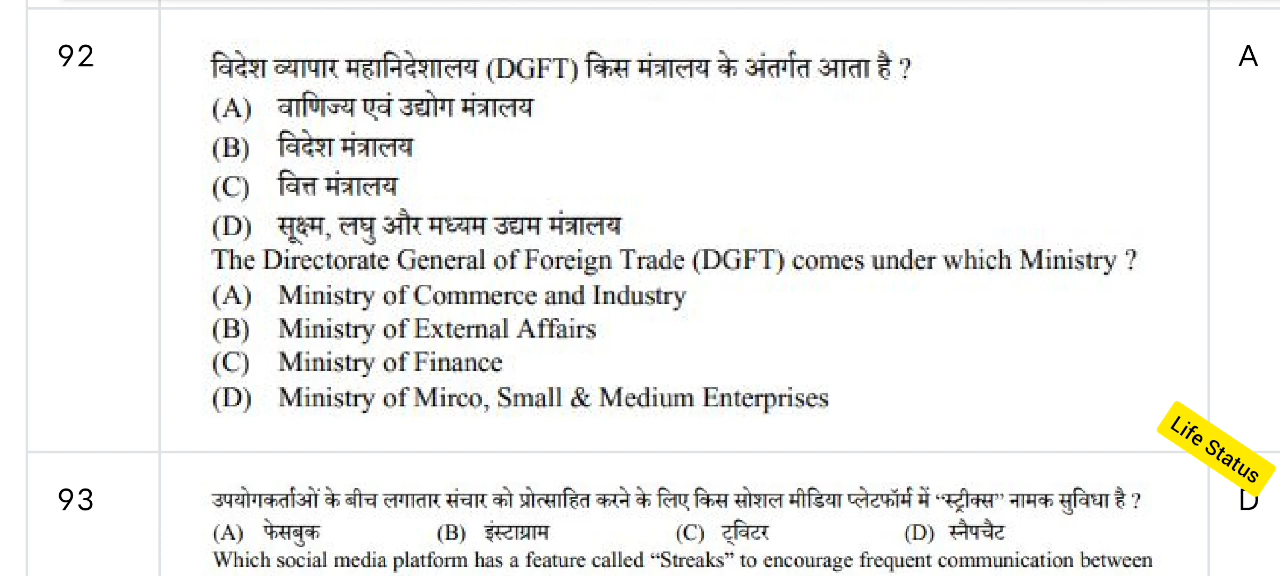 92
A
विदेश व्यापार महानिदेशालय (DGFT) किस मंत्रालय के अंतर्गत आता है ?
(A) वाणिज्य एवं उद्योग मंत्रालय
(B) विदेश मंत्रालय
(C) वित्त मंत्रालय
(D) सूक्ष्म, लघु और मध्यम उद्यम मंत्रालय
The Directorate General of Foreign Trade (DGFT) comes under which Ministry ?
(A) Ministry of Commerce and Industry
(B) Ministry of External Affairs
(C) Ministry of Finance
(D) Ministry of Mirco, Small & Medium Enterprises
Life Status
93
D
उपयोगकर्ताओं के बीच लगातार संचार को प्रोत्साहित करने के लिए किस सोशल मीडिया प्लेटफॉर्म में “स्ट्रीक्स” नामक सुविधा है ?
(A) फेसबुक (B) इंस्टाग्राम (C) ट्विटर (D) स्नैपचैट
Which social media platform has a feature called “Streaks” to encourage frequent communication between